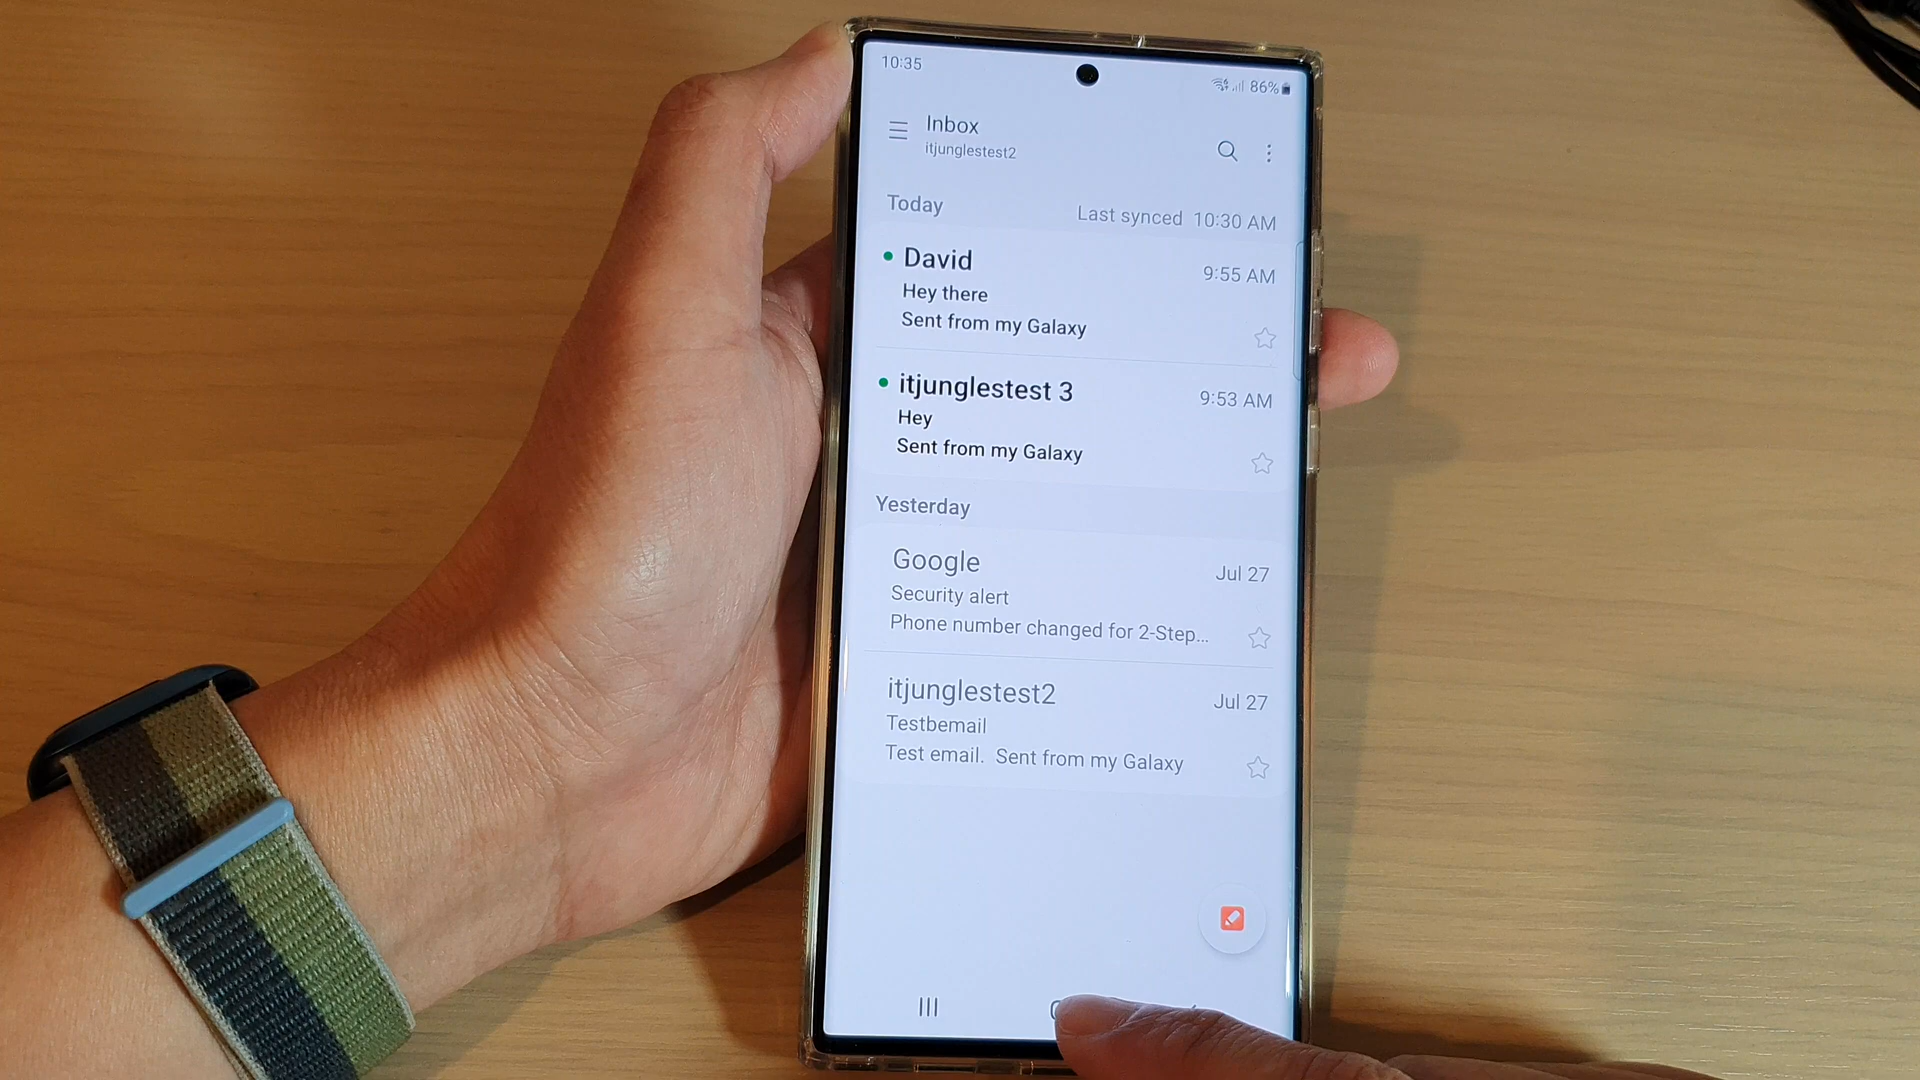 10:35
86%
Inbox
itjunglestest2
Today
Last synced 10:30 AM
David
9:55 AM
Hey there
Sent from my Galaxy
itjunglestest 3
9:53 AM
Hey
Sent from my Galaxy
Yesterday
Google
Jul 27
Security alert
Phone number changed for 2-Step...
itjunglestest2
Jul 27
Testbemail
Test email. Sent from my Galaxy